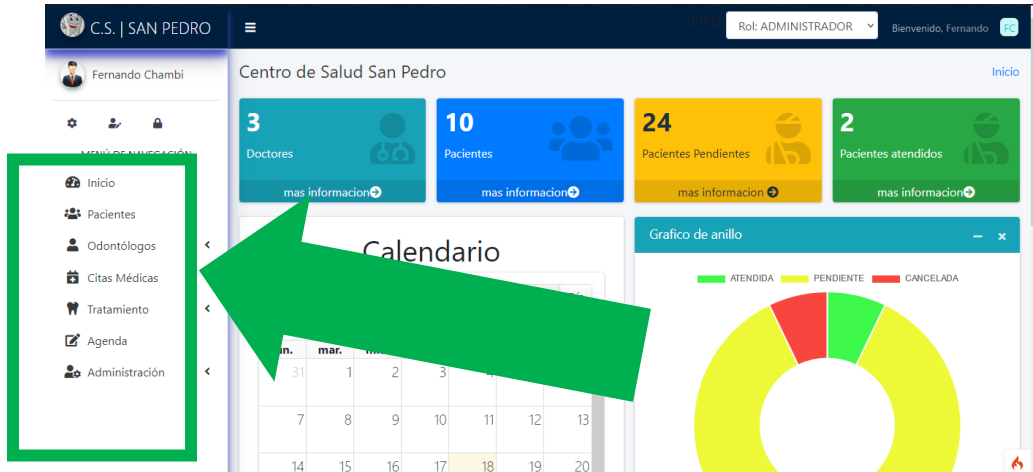 C.S. | SAN PEDRO
Rol: ADMINISTRADOR
Bienvenido, Fernando
FC
Fernando Chambi
Centro de Salud San Pedro
Inicio
3
Doctores
mas informacion
10
Pacientes
mas informacion
24
Pacientes Pendientes
mas informacion
2
Pacientes atendidos
mas informacion
MENÚ DE NAVEGACIÓN
Inicio
Pacientes
Odontólogos
Citas Médicas
Tratamiento
Agenda
Administración
Calendario
mar.
31 1 2 3
7 8 9 10 11 12 13
14 15 16 17 18 19 20
Grafico de anillo
ATENDIDA PENDIENTE CANCELADA